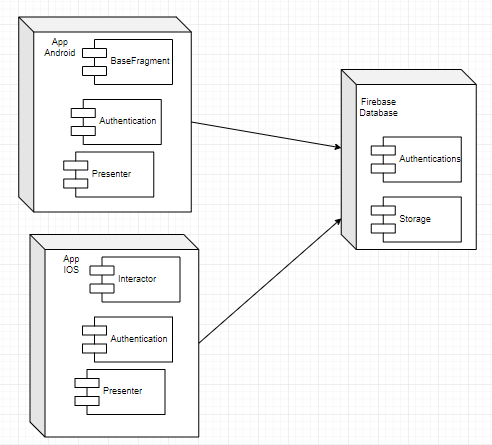 App
Android
BaseFragment
Authentication
Presenter
Firebase
Database
Authentications
Storage
App
IOS
Interactor
Authentication
Presenter